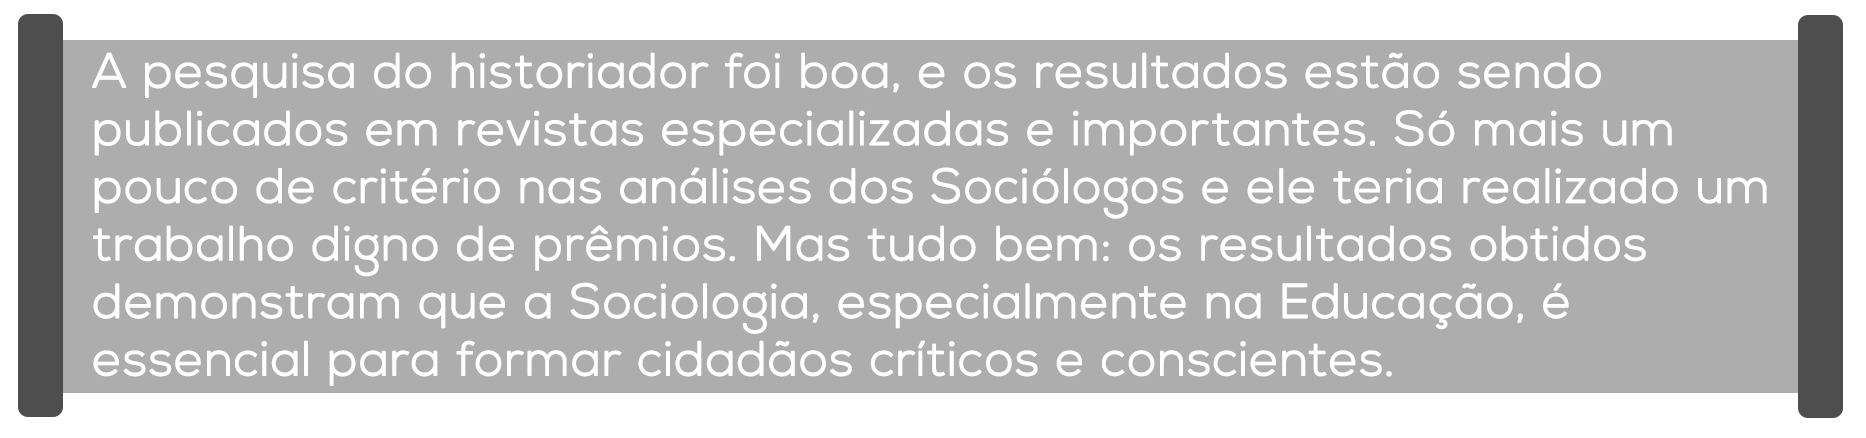 A pesquisa do historiador foi boa, e os resultados estão sendo
publicados em revistas especializadas e importantes. Só mais um
pouco de critério nas análises dos Sociólogos e ele teria realizado um
trabalho digno de prêmios. Mas tudo bem: os resultados obtidos
demonstram que a Sociologia, especialmente na Educação, é
essencial para formar cidadãos críticos e conscientes.